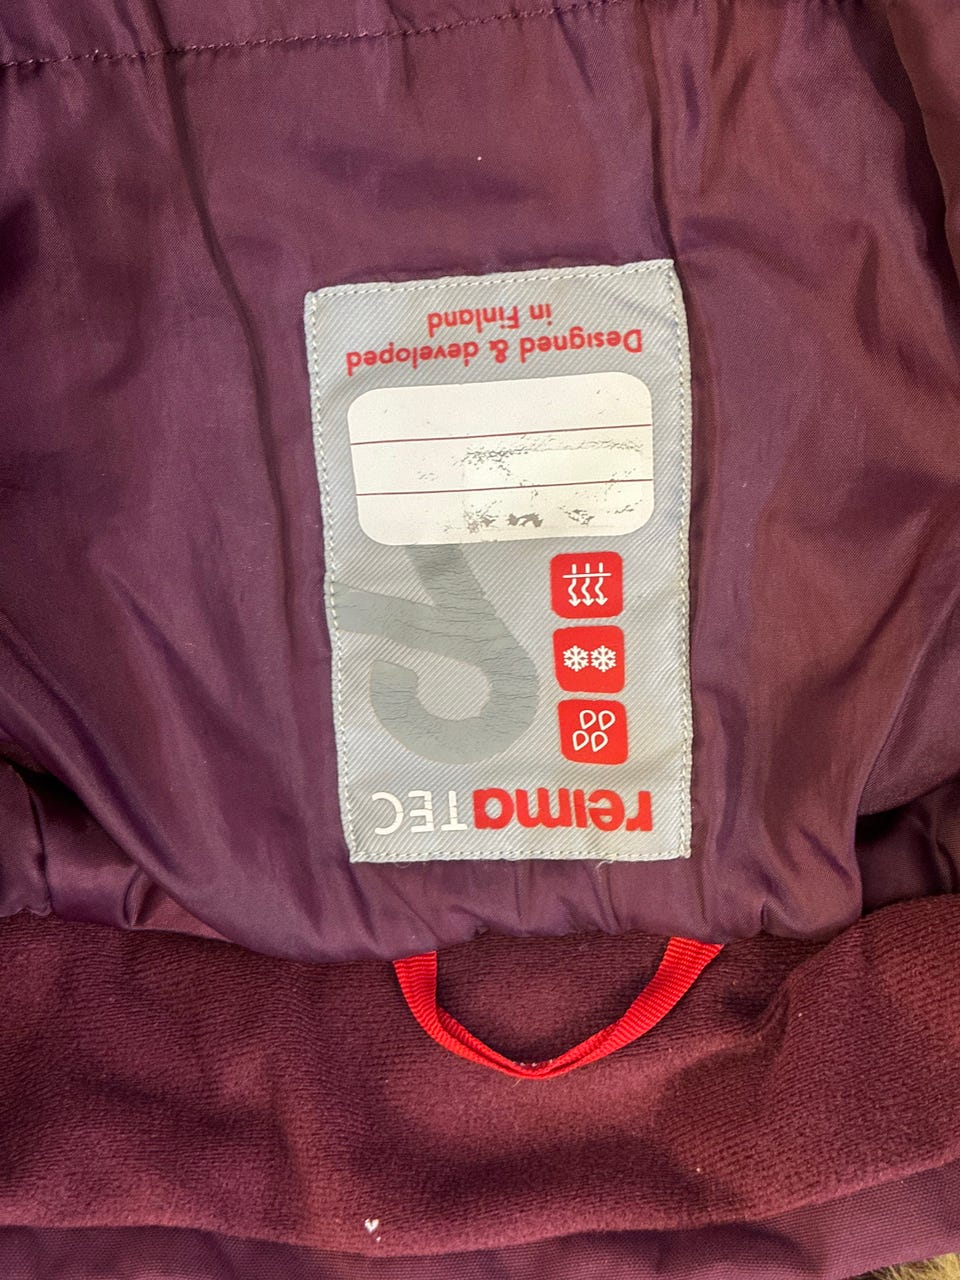 reimaTEC
Designed & developed
in Finland